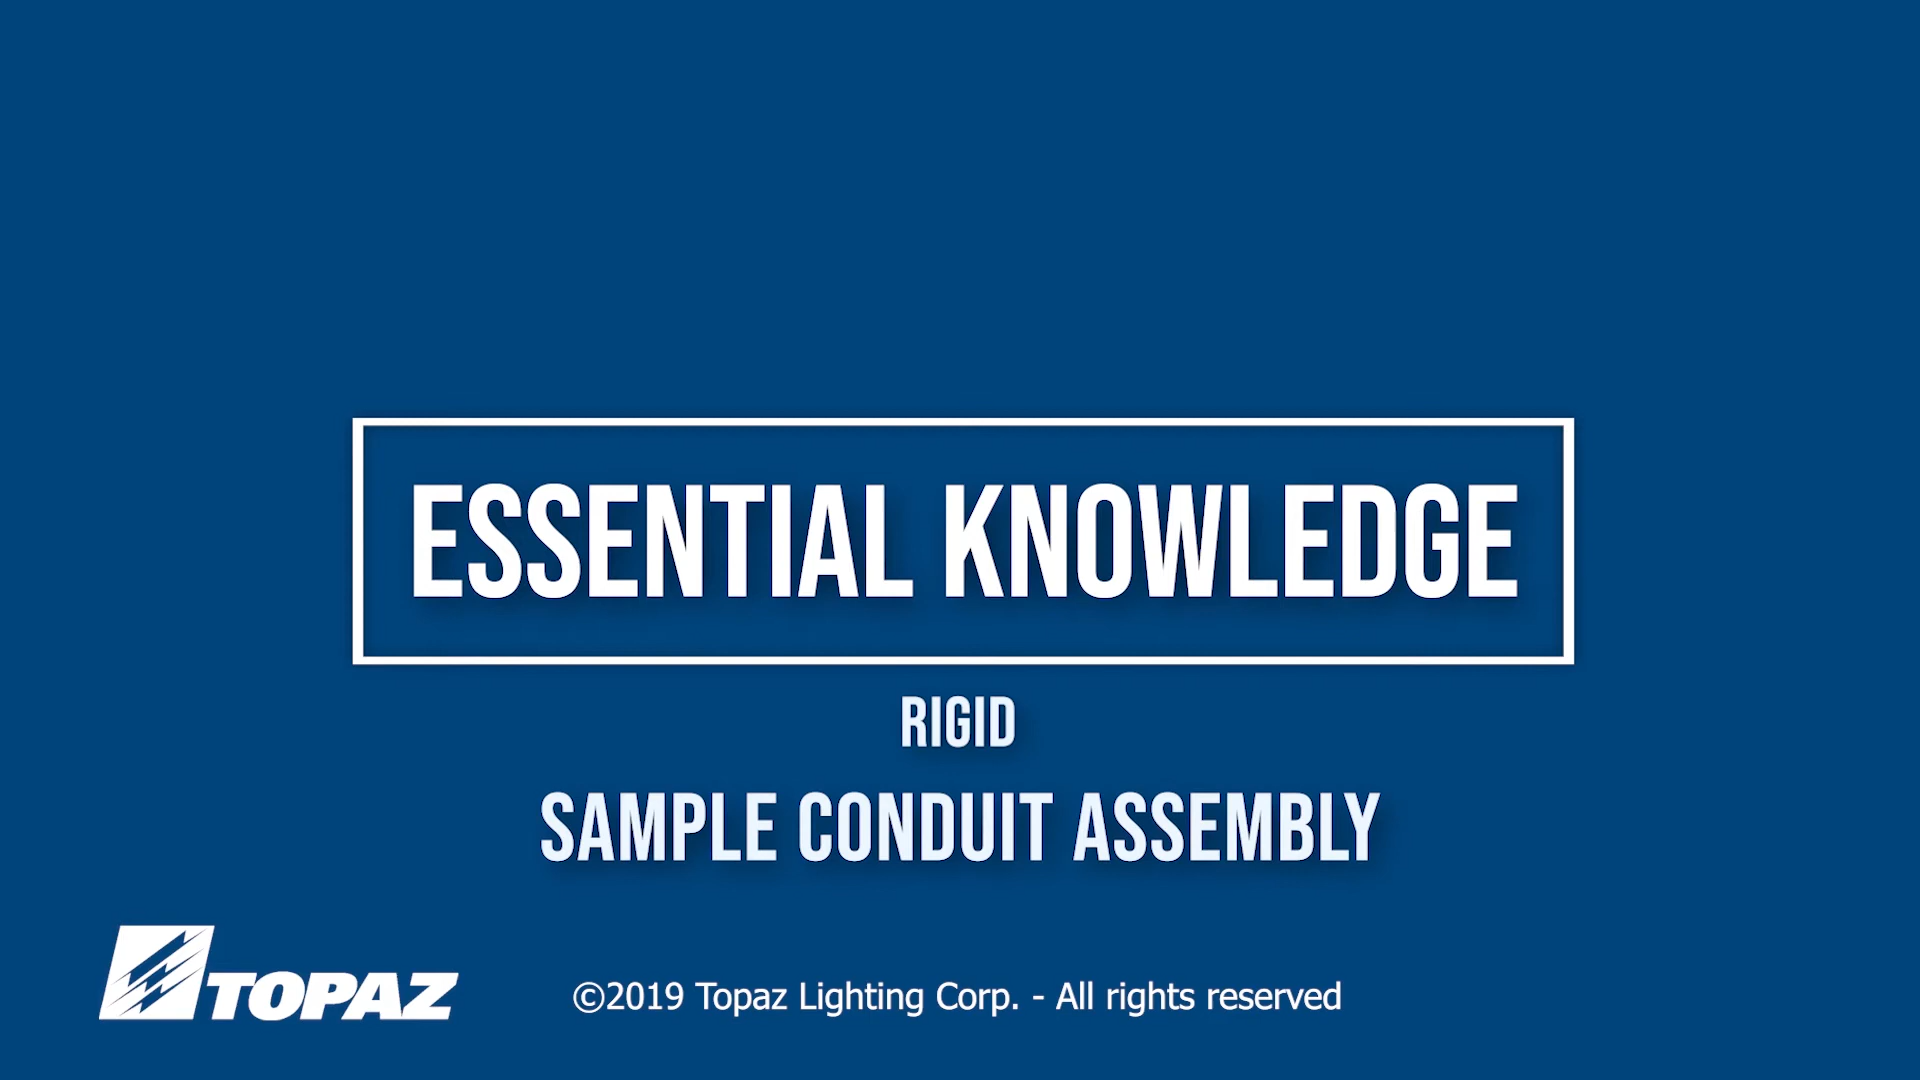 ESSENTIAL KNOWLEDGE
RIGID
SAMPLE CONDUIT ASSEMBLY
TOPAZ
©2019 Topaz Lighting Corp. - All rights reserved